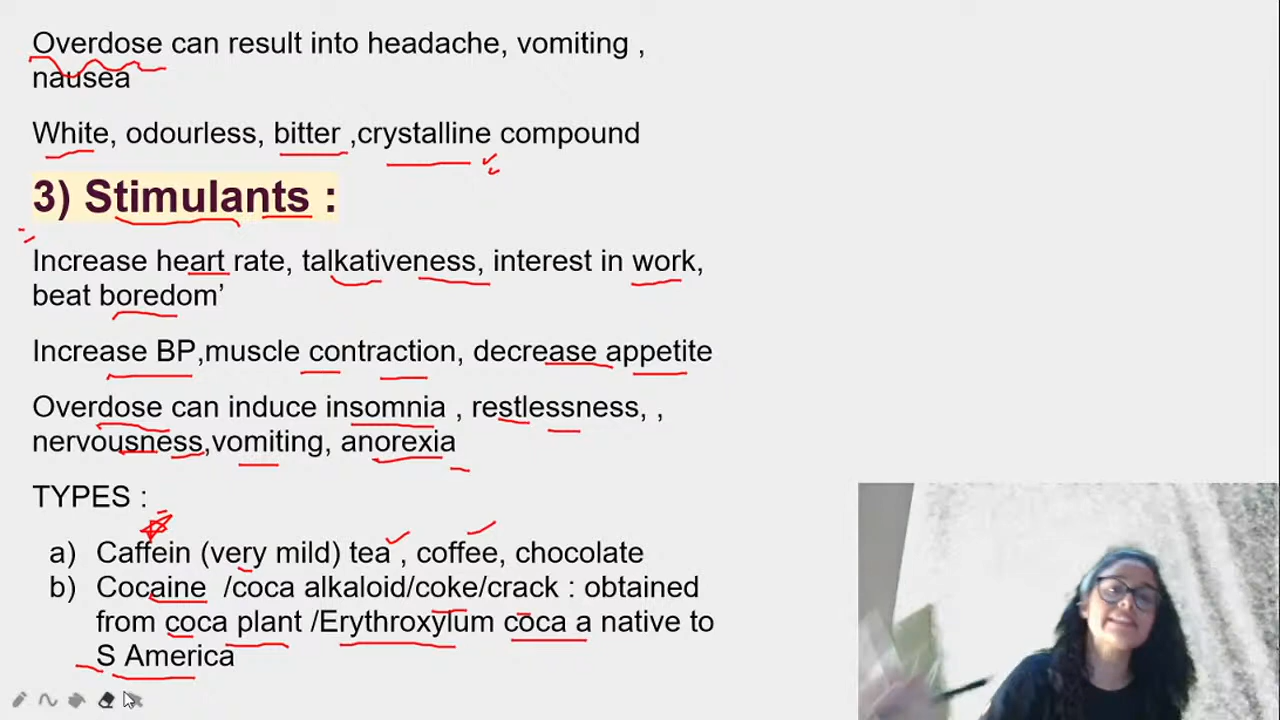 Overdose can result into headache, vomiting ,
nausea
White, odourless, bitter ,crystalline compound
3) Stimulants :
Increase heart rate, talkativeness, interest in work,
beat boredom’
Increase BP,muscle contraction, decrease appetite
Overdose can induce insomnia , restlessness, ,
nervousness,vomiting, anorexia
TYPES :
a) Caffein (very mild) tea , coffee, chocolate
b) Cocaine /coca alkaloid/coke/crack : obtained
from coca plant /Erythroxylum coca a native to
S America